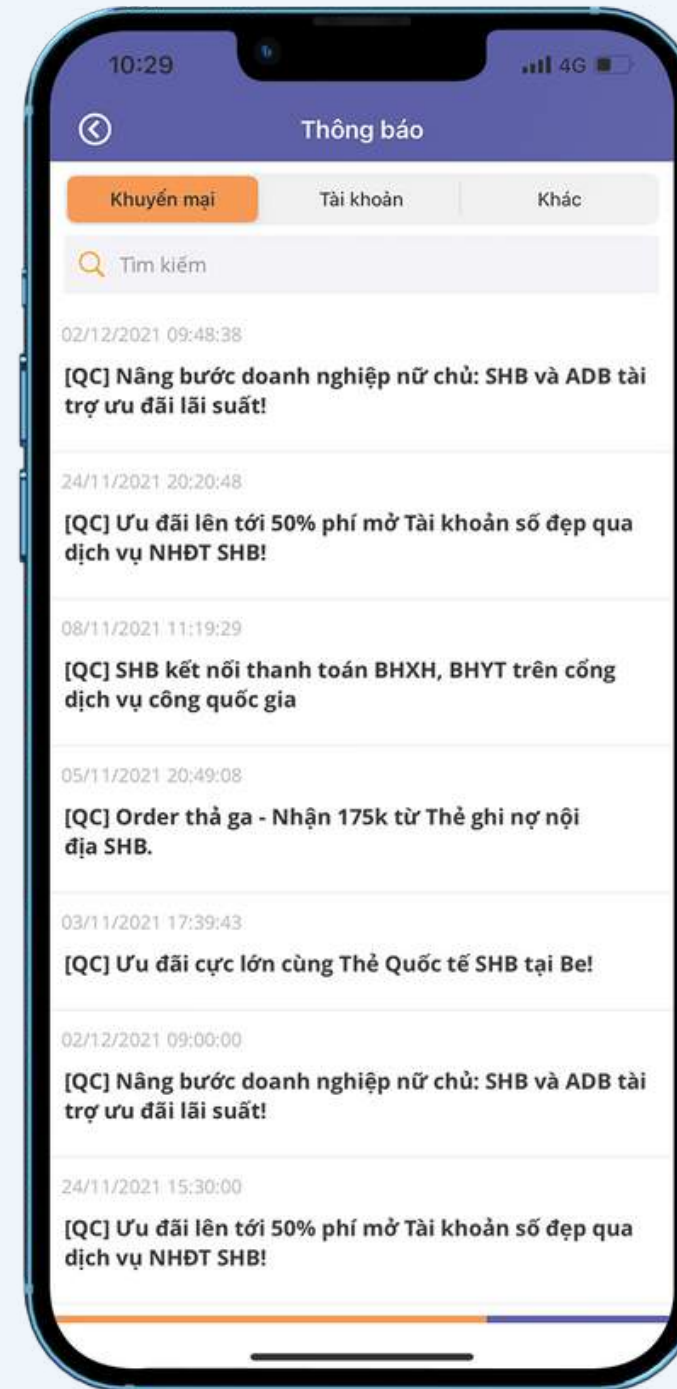 10:29
4G
Thông báo
Khuyến mại
Tài khoản
Khác
Tìm kiếm
02/12/2021 09:48:38
[QC] Nâng bước doanh nghiệp nữ chủ: SHB và ADB tài
trợ ưu đãi lãi suất!
24/11/2021 20:20:48
[QC] Ưu đãi lên tới 50% phí mở Tài khoản số đẹp qua
dịch vụ NHĐT SHB!
08/11/2021 11:19:29
[QC] SHB kết nối thanh toán BHXH, BHYT trên cổng
dịch vụ công quốc gia
05/11/2021 20:49:08
[QC] Order thả ga - Nhận 175k từ Thẻ ghi nợ nội
địa SHB.
03/11/2021 17:39:43
[QC] Ưu đãi cực lớn cùng Thẻ Quốc tế SHB tại Be!
02/12/2021 09:00:00
[QC] Nâng bước doanh nghiệp nữ chủ: SHB và ADB tài
trợ ưu đãi lãi suất!
24/11/2021 15:30:00
[QC] Ưu đãi lên tới 50% phí mở Tài khoản số đẹp qua
dịch vụ NHĐT SHB!